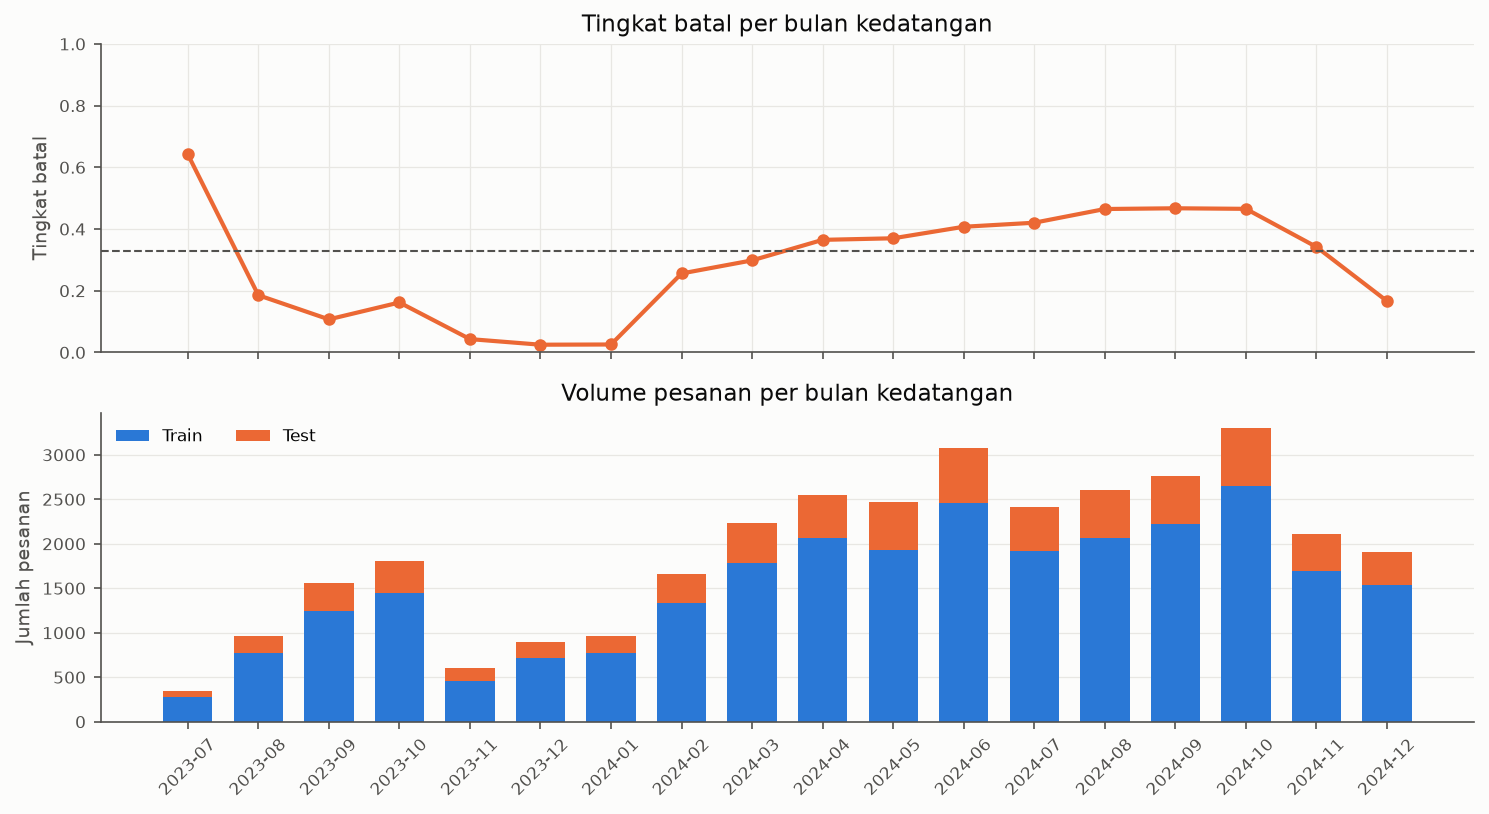 Tingkat batal per bulan kedatangan
Tingkat batal
1.0
0.8
0.6
0.4
0.2
0.0
Volume pesanan per bulan kedatangan
Jumlah pesanan
Train Test
3000
2500
2000
1500
1000
500
0
2023-07 2023-08 2023-09 2023-10 2023-11 2023-12 2024-01 2024-02 2024-03 2024-04 2024-05 2024-06 2024-07 2024-08 2024-09 2024-10 2024-11 2024-12